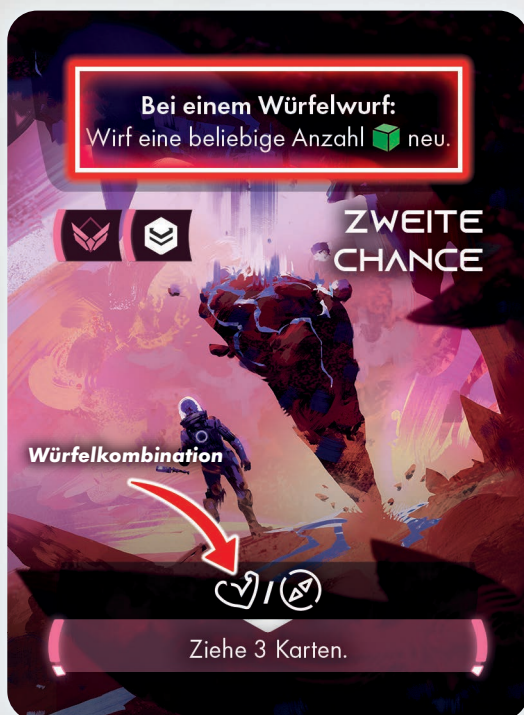 Bei einem Würfelwurf:
Wirf eine beliebige Anzahl neu.
ZWEITE
CHANCE
Würfelkombination
/
Ziehe 3 Karten.